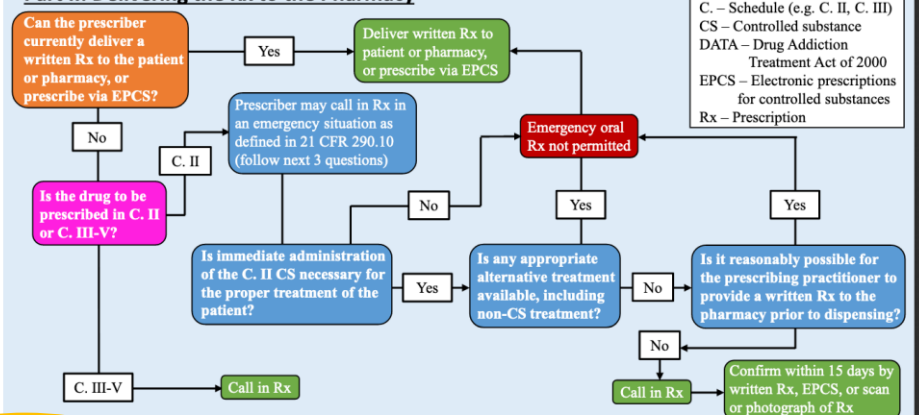 Can the prescriber
currently deliver a
written Rx to the patient
or pharmacy, or
prescribe via EPCS?
Yes
Deliver written Rx to
patient or pharmacy,
or prescribe via EPCS
C. – Schedule (e.g. C. II, C. III)
CS – Controlled substance
DATA – Drug Addiction
Treatment Act of 2000
EPCS – Electronic prescriptions
for controlled substances
Rx – Prescription
No
C. II
Prescriber may call in Rx in
an emergency situation as
defined in 21 CFR 290.10
(follow next 3 questions)
Emergency oral
Rx not permitted
Is the drug to be
prescribed in C. II
or C. III-V?
No
Yes
Yes
Is immediate administration
of the C. II CS necessary for
the proper treatment of the
patient?
Yes
Is any appropriate
alternative treatment
available, including
non-CS treatment?
No
Is it reasonably possible for
the prescribing practitioner to
provide a written Rx to the
pharmacy prior to dispensing?
No
C. III-V
Call in Rx
Call in Rx
Confirm within 15 days by
written Rx, EPCS, or scan
or photograph of Rx